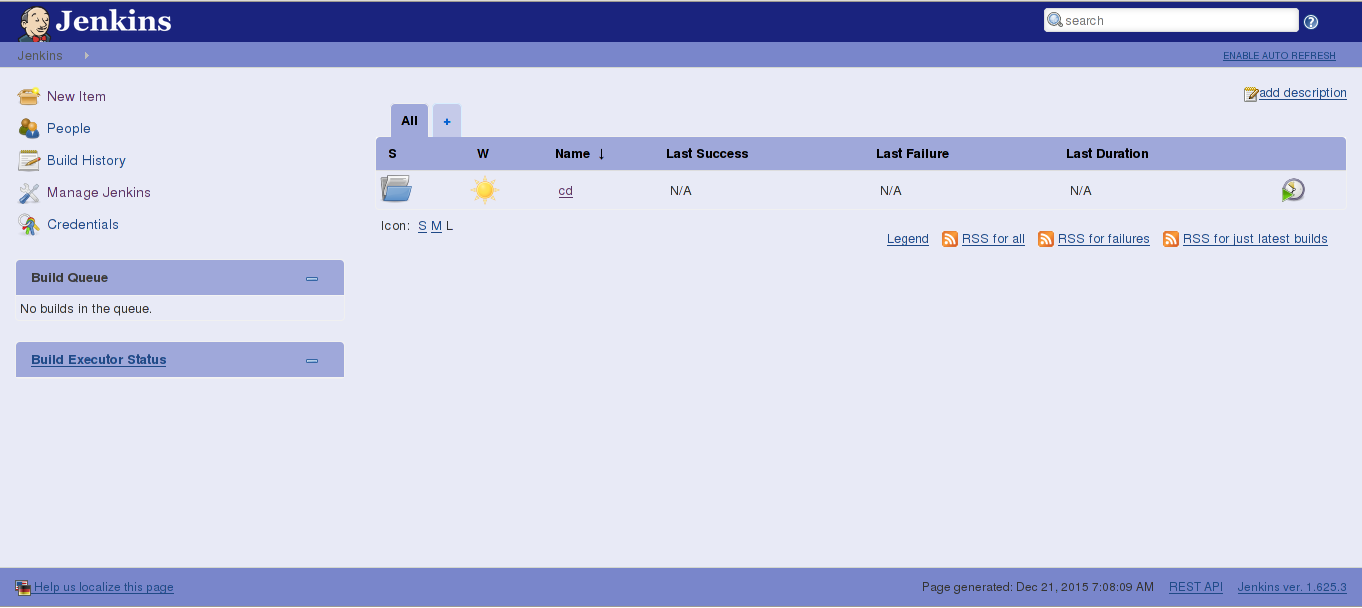 Jenkins
search
Jenkins
ENABLE AUTO REFRESH
New Item
People
Build History
Manage Jenkins
Credentials
Build Queue
No builds in the queue.
Build Executor Status
add description
All +
S W Name ↓ Last Success Last Failure Last Duration
cd N/A N/A N/A
Icon: S M L
Legend RSS for all RSS for failures RSS for just latest builds
Help us localize this page
Page generated: Dec 21, 2015 7:08:09 AM REST API Jenkins ver. 1.625.3